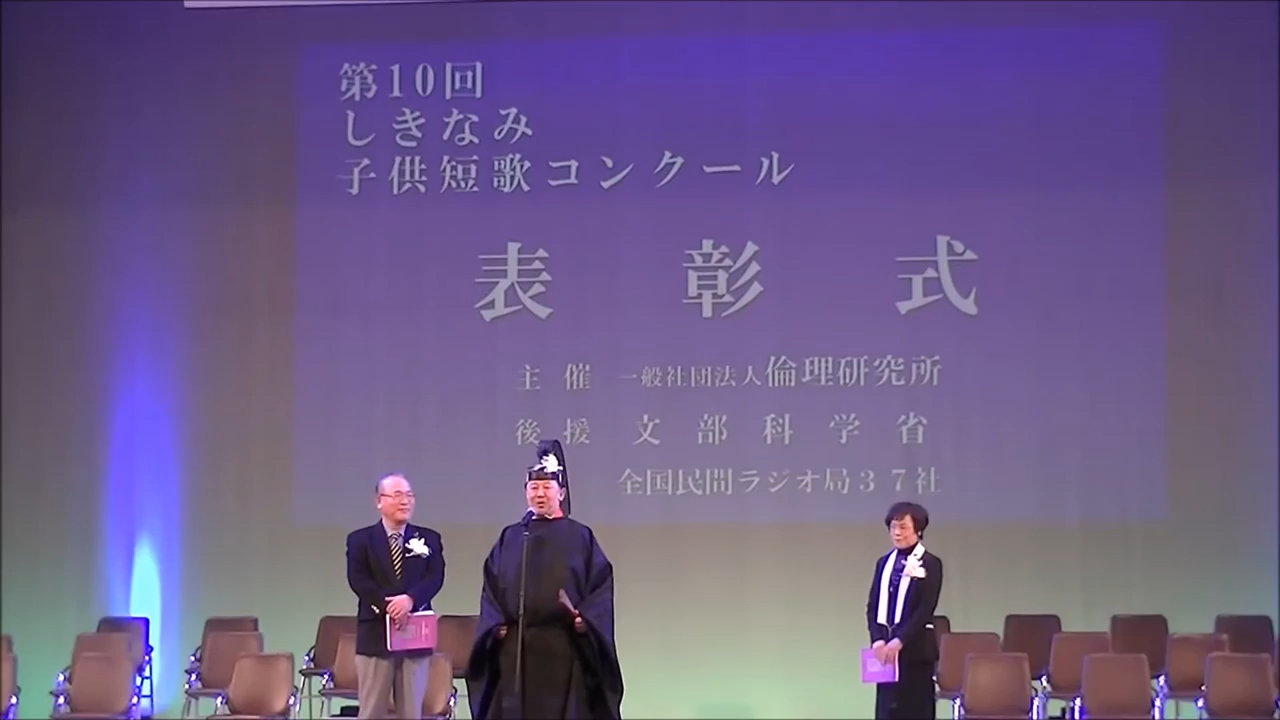 第10回
しきなみ
子供短歌コンクール
表彰式
主催 一般社団法人倫理研究所
後援 文部科学省
全国民間ラジオ局37社